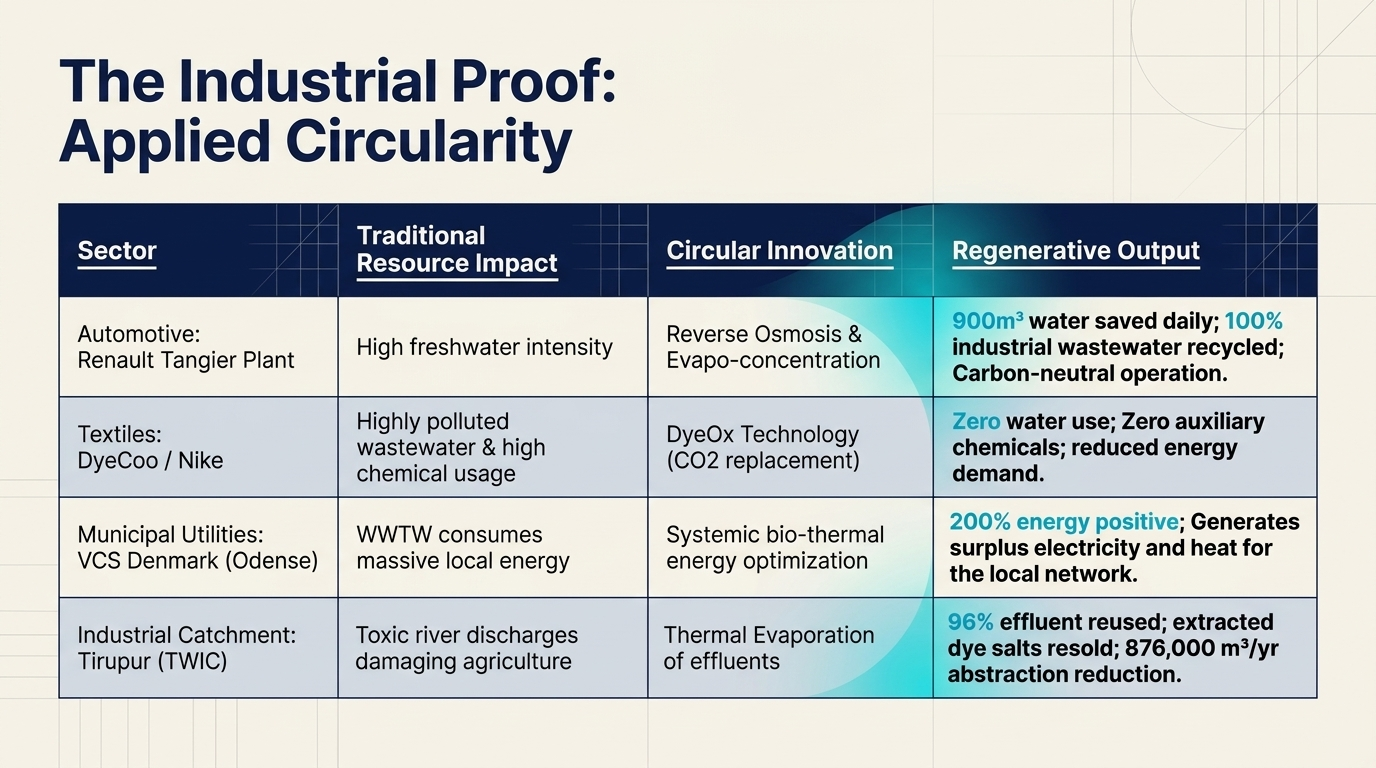 The Industrial Proof:
Applied Circularity
Sector
Traditional
Resource Impact
Circular Innovation
Regenerative Output
Automotive:
Renault Tangier Plant
High freshwater intensity
Reverse Osmosis &
Evapo-concentration
900m³ water saved daily; 100%
industrial wastewater recycled;
Carbon-neutral operation.
Textiles:
DyeCoo / Nike
Highly polluted
wastewater & high
chemical usage
DyeOx Technology
(CO2 replacement)
Zero water use; Zero auxiliary
chemicals; reduced energy
demand.
Municipal Utilities:
VCS Denmark (Odense)
WWTW consumes
massive local energy
Systemic bio-thermal
energy optimization
200% energy positive; Generates
surplus electricity and heat for
the local network.
Industrial Catchment:
Tirupur (TWIC)
Toxic river discharges
damaging agriculture
Thermal Evaporation
of effluents
96% effluent reused; extracted
dye salts resold; 876,000 m³/yr
abstraction reduction.